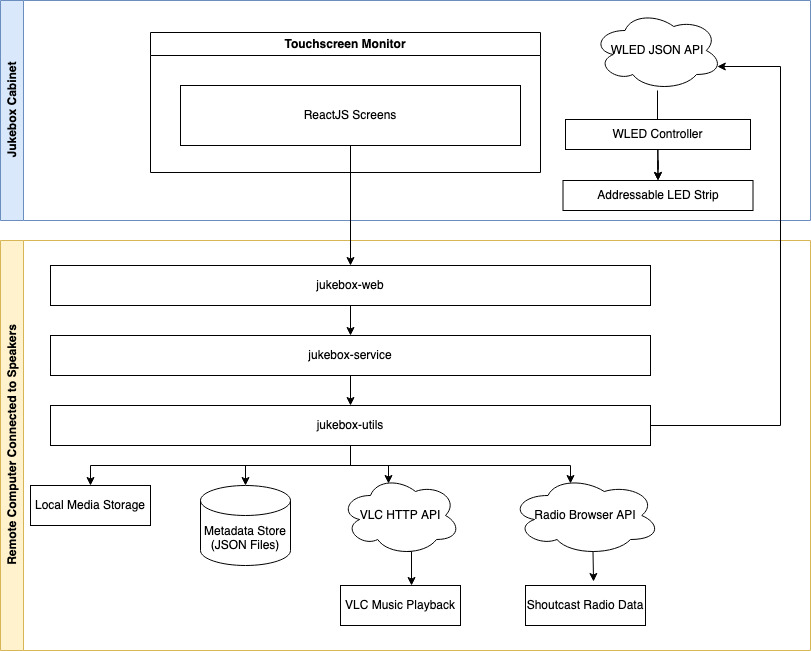 Jukebox Cabinet
Touchscreen Monitor
ReactJS Screens
WLED JSON API
WLED Controller
Addressable LED Strip
Remote Computer Connected to Speakers
jukebox-web
jukebox-service
jukebox-utils
Local Media Storage
Metadata Store
(JSON Files)
VLC HTTP API
Radio Browser API
VLC Music Playback
Shoutcast Radio Data